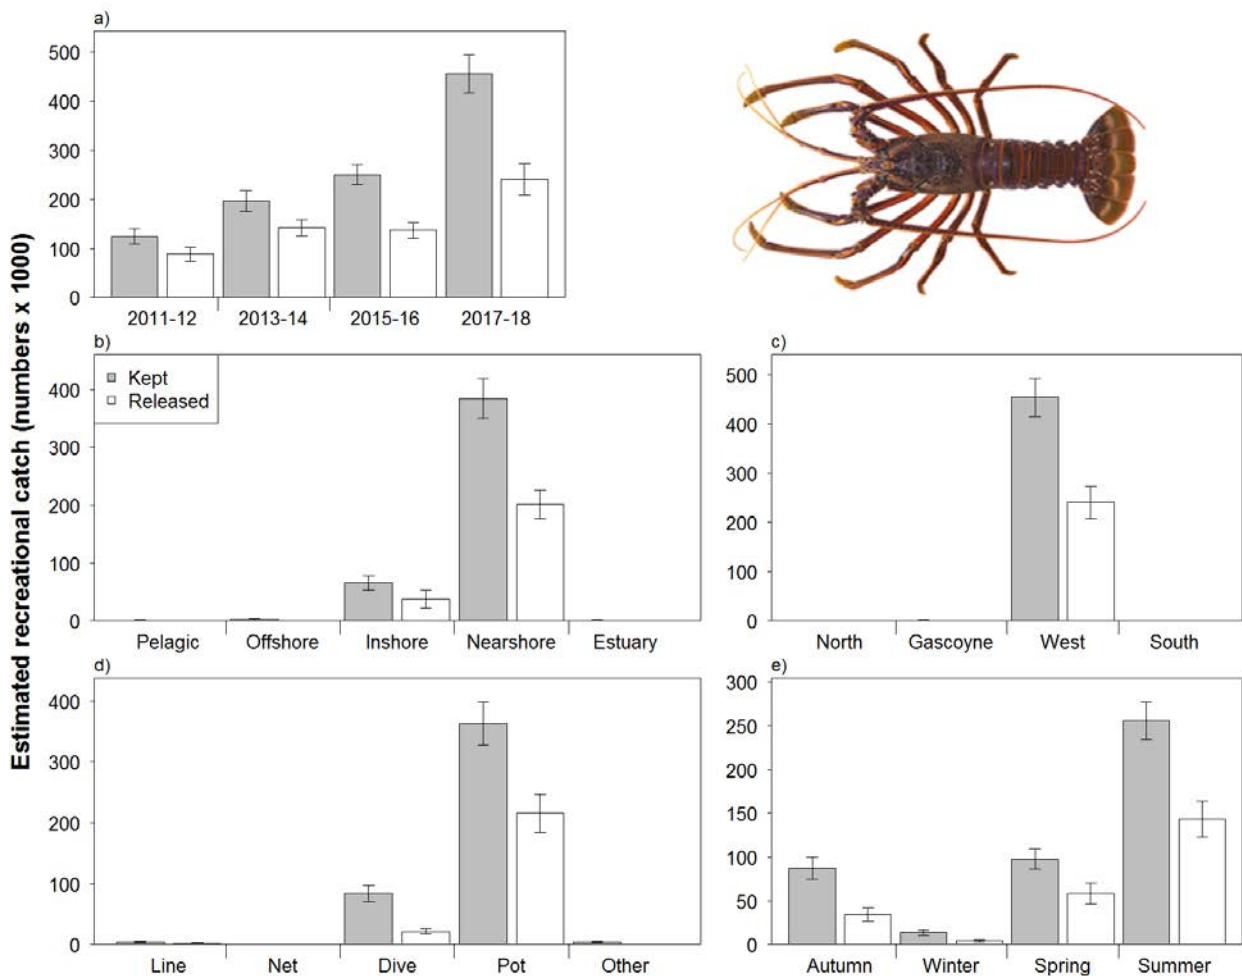 a)
Estimated recreational catch (numbers x 1000)
500
400
300
200
100
0
2011-12 2013-14 2015-16 2017-18
b)
Kept
Released
400
300
200
100
0
Pelagic Offshore Inshore Nearshore Estuary
c)
500
400
300
200
100
0
North Gascoyne West South
d)
400
300
200
100
0
Line Net Dive Pot Other
e)
300
250
200
150
100
50
0
Autumn Winter Spring Summer